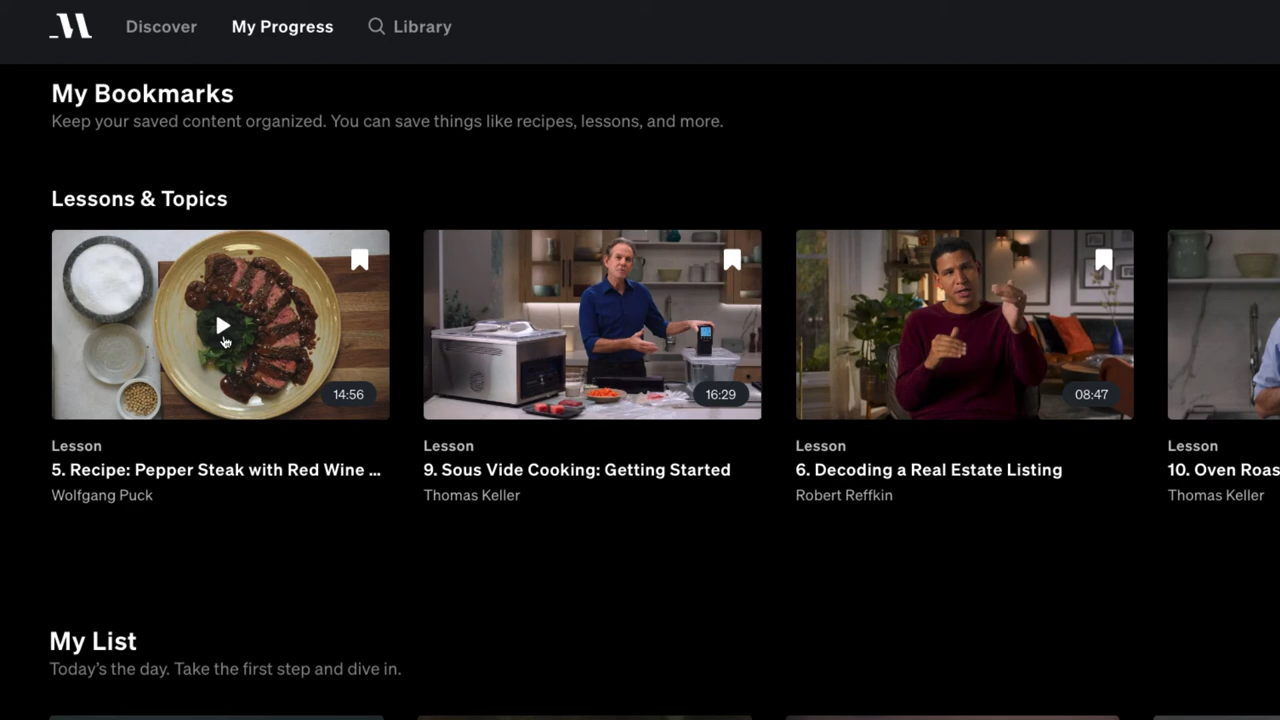 Discover My Progress Library
My Bookmarks
Keep your saved content organized. You can save things like recipes, lessons, and more.
Lessons & Topics
14:56
16:29
08:47
Lesson
5. Recipe: Pepper Steak with Red Wine ...
Wolfgang Puck
Lesson
9. Sous Vide Cooking: Getting Started
Thomas Keller
Lesson
6. Decoding a Real Estate Listing
Robert Reffkin
Lesson
10. Oven Roas
Thomas Keller
My List
Today's the day. Take the first step and dive in.